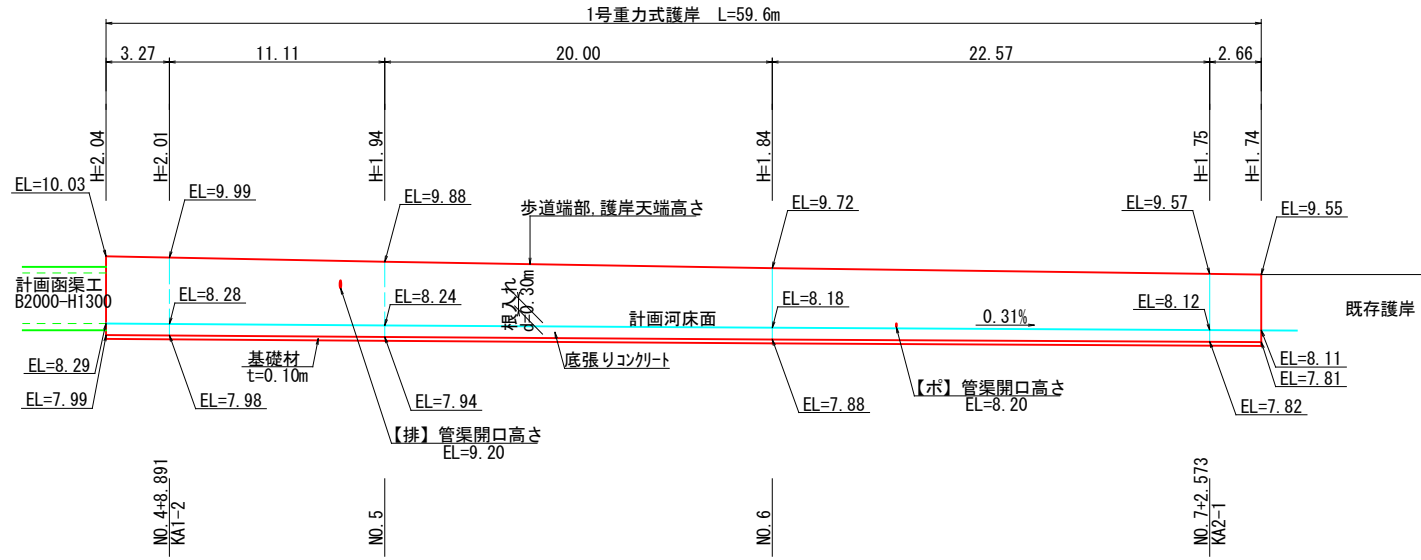 1号重力式護岸 L=59.6m
3.27
11.11
20.00
22.57
2.66
H=2.04
H=2.01
H=1.94
H=1.84
H=1.75
H=1.74
EL=10.03
EL=9.99
EL=9.88
歩道端部,護岸天端高さ
EL=9.72
EL=9.57
EL=9.55
計画函渠工
B2000-H1300
EL=8.28
EL=8.24
根入れ
d=0.30m
計画河床面
EL=8.18
0.31%
EL=8.12
既存護岸
EL=8.29
基礎材
t=0.10m
底張りコンクリート
EL=8.11
EL=7.99
EL=7.98
EL=7.94
EL=7.88
【ポ】管渠開口高さ
EL=8.20
EL=7.82
EL=7.81
【排】管渠開口高さ
EL=9.20
NO.4+8.891
KA1-2
NO.5
NO.6
NO.7+2.573
KA2-1